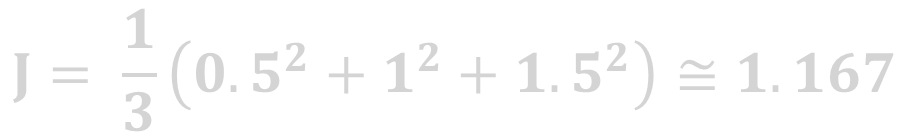 J = 1/3 (0.5² + 1² + 1.5²) ≅ 1.167